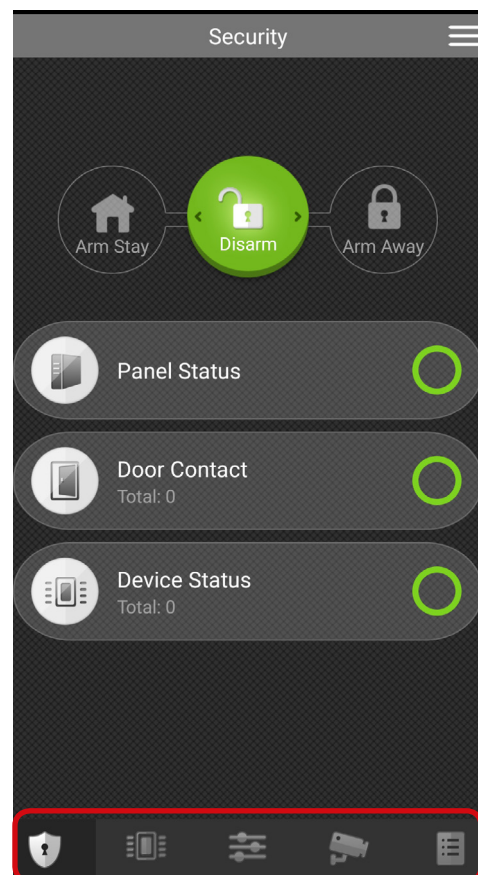 Security
Arm Stay
Disarm
Arm Away
Panel Status
Door Contact
Total: 0
Device Status
Total: 0